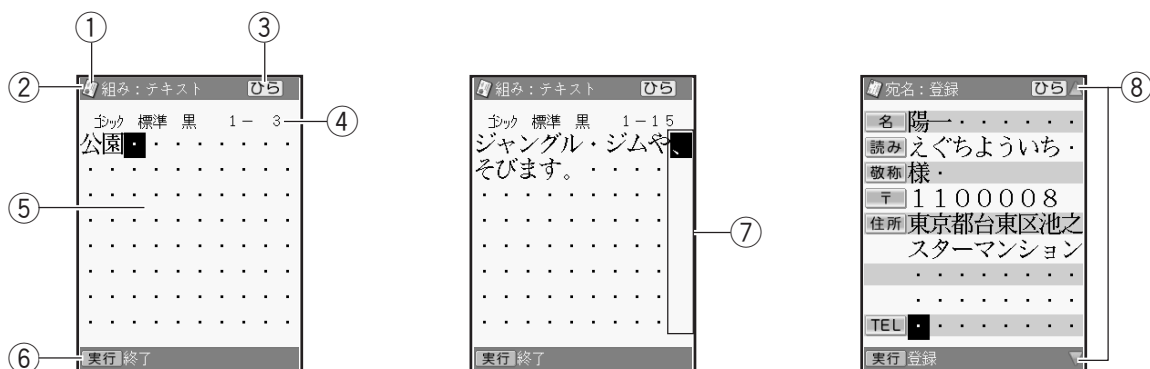 ① ③
② 組み：テキスト ひら
ゴシック 標準 黒 1－ 3 ④
公園・
⑤
⑥ 実行 終了
組み：テキスト ひら
ゴシック 標準 黒 1－15
ジャングル・ジムや、
そびます。
⑦
実行 終了
宛名：登録 ひら ⑧
名 陽一
読み えぐちよういち・
敬称 様・
〒 １１０００８
住所 東京都台東区池之
スターマンション
TEL
実行 登録